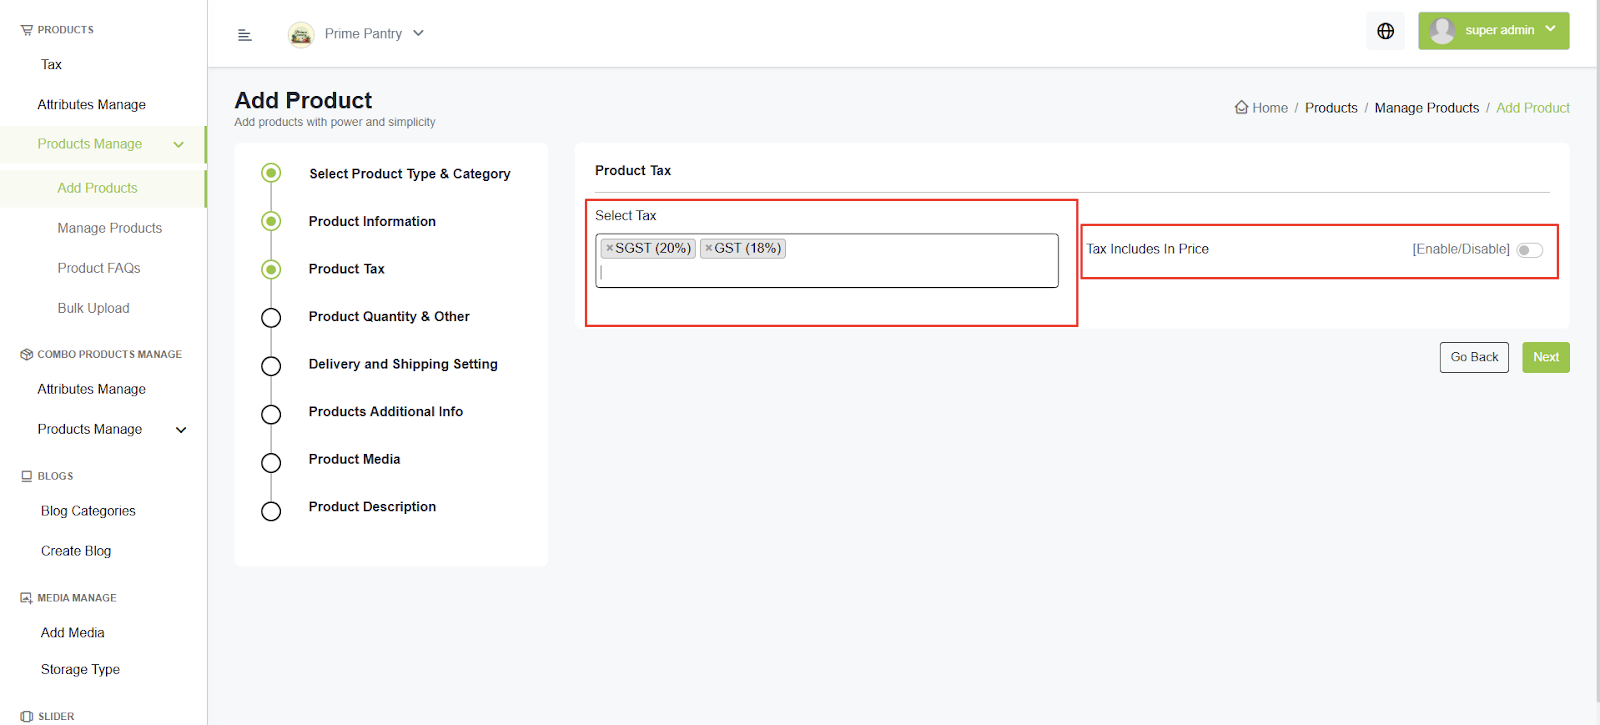 PRODUCTS
Tax
Attributes Manage
Products Manage
Add Products
Manage Products
Product FAQs
Bulk Upload
COMBO PRODUCTS MANAGE
Attributes Manage
Products Manage
BLOGS
Blog Categories
Create Blog
MEDIA MANAGE
Add Media
Storage Type
SLIDER
Prime Pantry
super admin
Add Product
Add products with power and simplicity
Home / Products / Manage Products / Add Product
Select Product Type & Category
Product Information
Product Tax
Product Quantity & Other
Delivery and Shipping Setting
Products Additional Info
Product Media
Product Description
Product Tax
Select Tax
×SGST (20%) ×GST (18%)
Tax Includes In Price [Enable/Disable]
Go Back Next